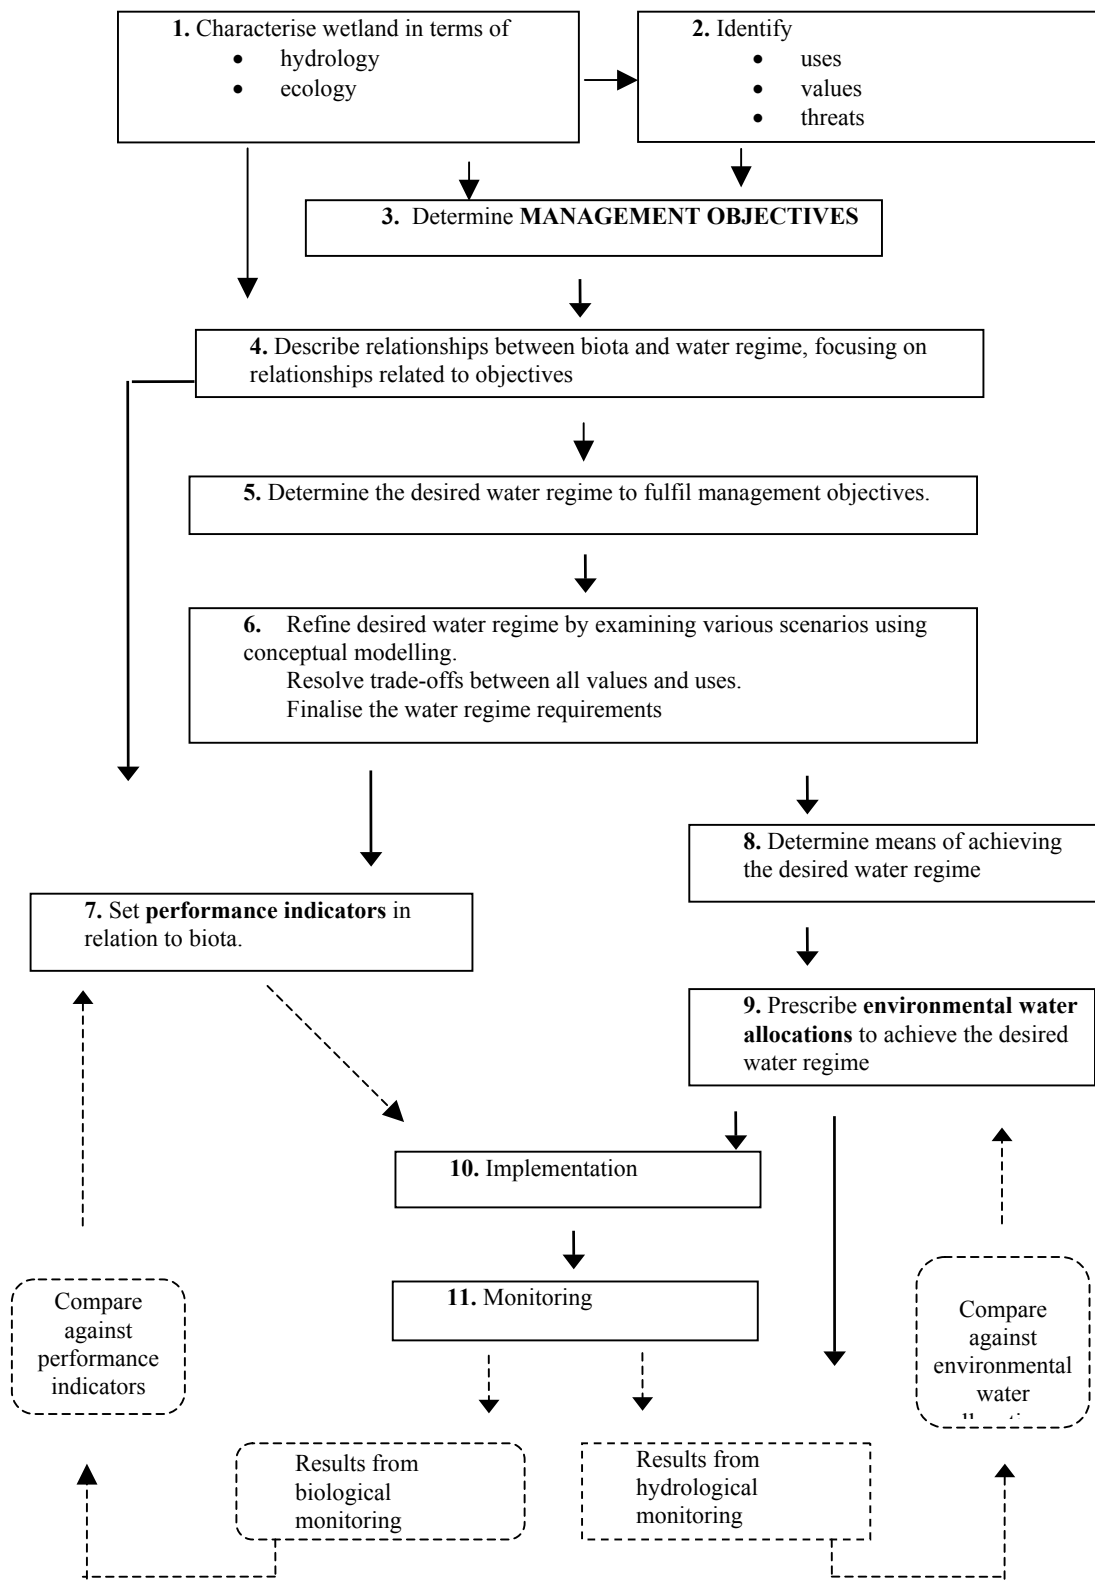 1. Characterise wetland in terms of
• hydrology
• ecology
2. Identify
• uses
• values
• threats
3. Determine MANAGEMENT OBJECTIVES
4. Describe relationships between biota and water regime, focusing on
relationships related to objectives
5. Determine the desired water regime to fulfil management objectives.
6. Refine desired water regime by examining various scenarios using
conceptual modelling.
Resolve trade-offs between all values and uses.
Finalise the water regime requirements
8. Determine means of achieving
the desired water regime
7. Set performance indicators in
relation to biota.
9. Prescribe environmental water
allocations to achieve the desired
water regime
10. Implementation
11. Monitoring
Compare
against
performance
indicators
Compare
against
environmental
water
Results from
biological
monitoring
Results from
hydrological
monitoring